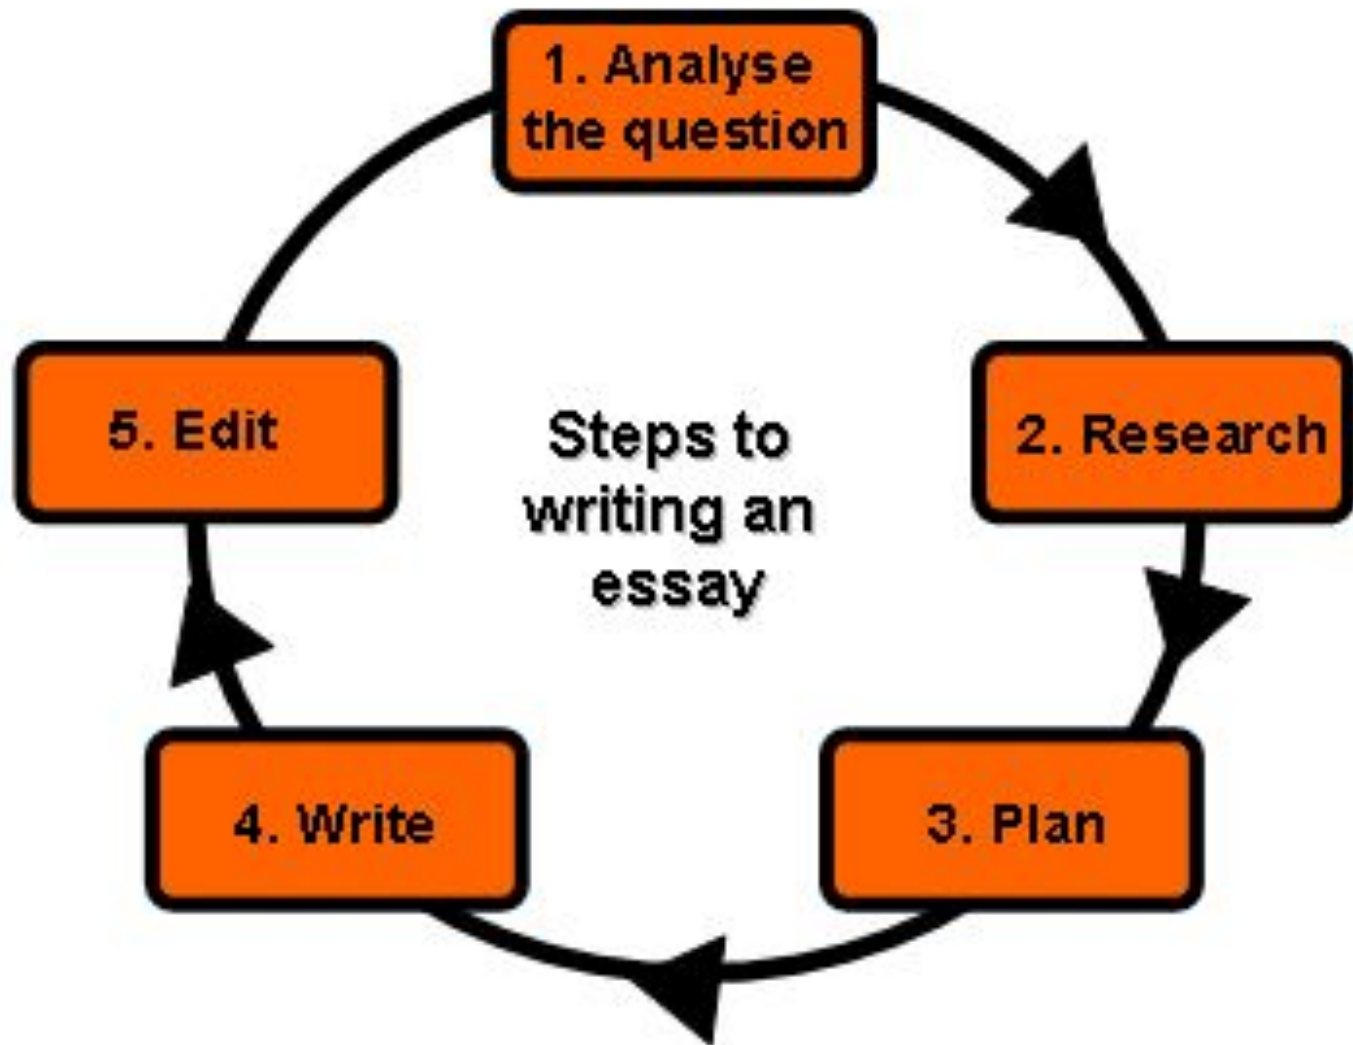 1. Analyse
the question
2. Research
3. Plan
4. Write
5. Edit
Steps to
writing an
essay